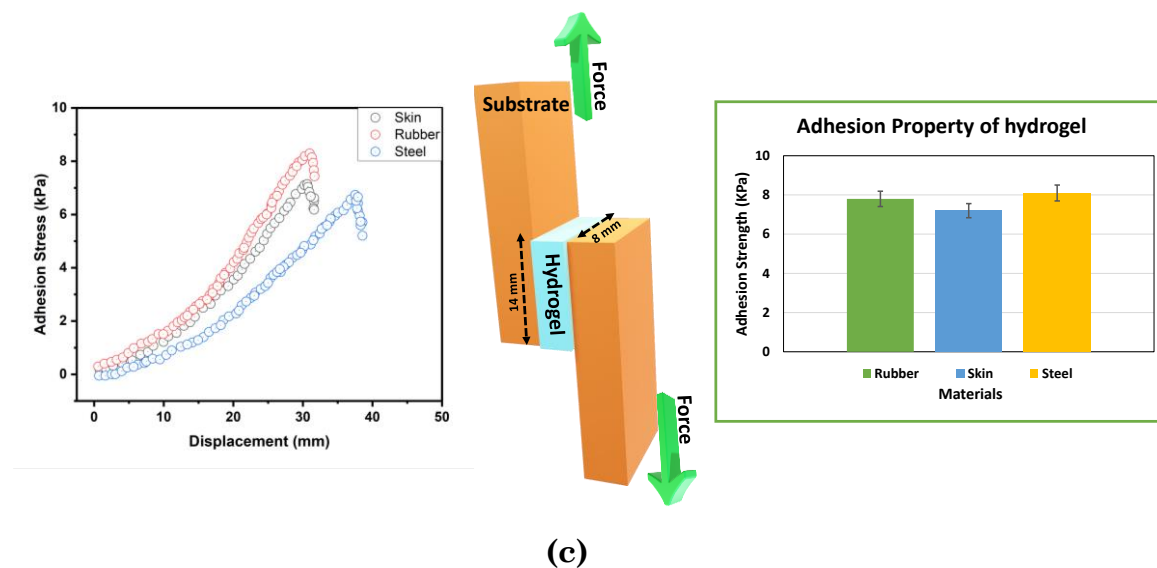 10
8
6
4
2
0
Adhesion Stress (kPa)
Skin
Rubber
Steel
0 10 20 30 40 50
Displacement (mm)
Force
Substrate
8 mm
14 mm
Hydrogel
Force
Adhesion Property of hydrogel
10
8
6
4
2
0
Adhesion Strength (KPa)
Rubber Skin Steel
Materials
(c)